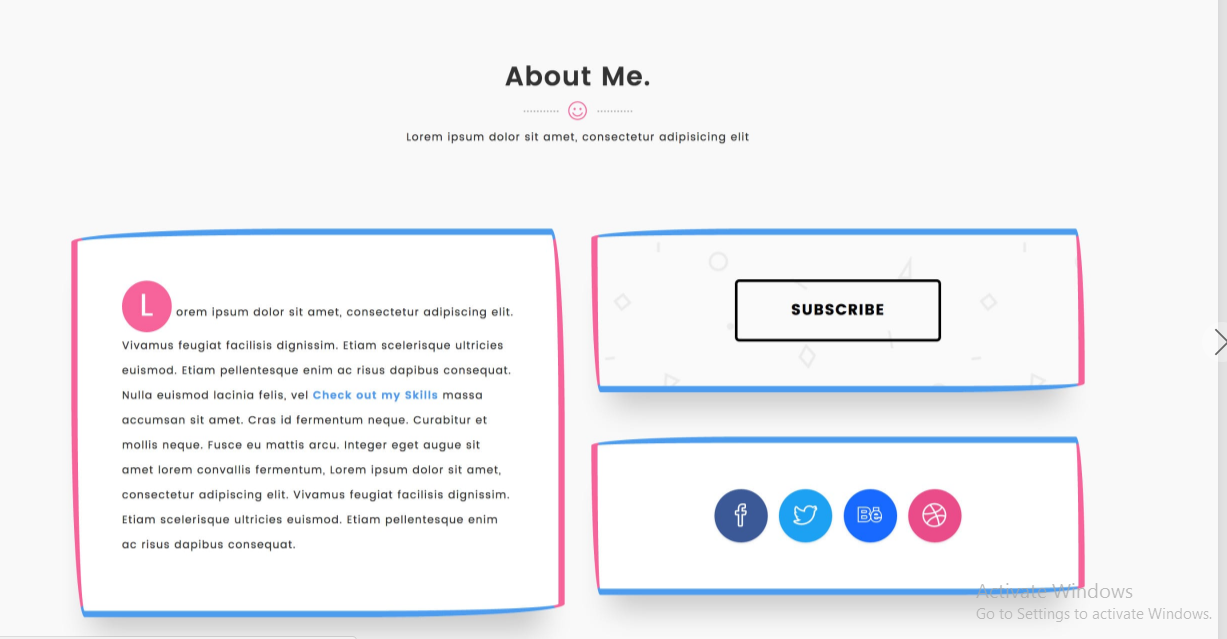 About Me.
Lorem ipsum dolor sit amet, consectetur adipisicing elit
L orem ipsum dolor sit amet, consectetur adipiscing elit.
Vivamus feugiat facilisis dignissim. Etiam scelerisque ultricies
euismod. Etiam pellentesque enim ac risus dapibus consequat.
Nulla euismod lacinia felis, vel Check out my Skills massa
accumsan sit amet. Cras id fermentum neque. Curabitur et
mollis neque. Fusce eu mattis arcu. Integer eget augue sit
amet lorem convallis fermentum, Lorem ipsum dolor sit amet,
consectetur adipiscing elit. Vivamus feugiat facilisis dignissim.
Etiam scelerisque ultricies euismod. Etiam pellentesque enim
ac risus dapibus consequat.
SUBSCRIBE
f
Bē
Activate Windows
Go to Settings to activate Windows.